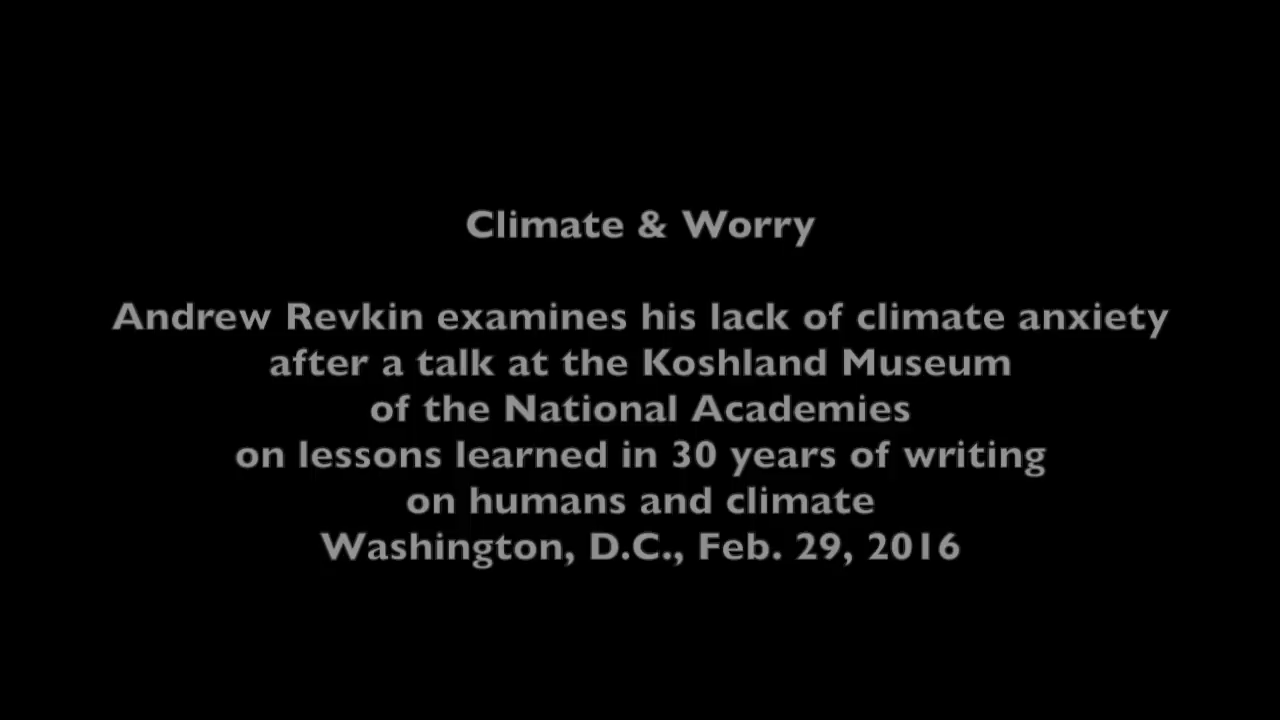 Climate & Worry
Andrew Revkin examines his lack of climate anxiety
after a talk at the Koshland Museum
of the National Academies
on lessons learned in 30 years of writing
on humans and climate
Washington, D.C., Feb. 29, 2016